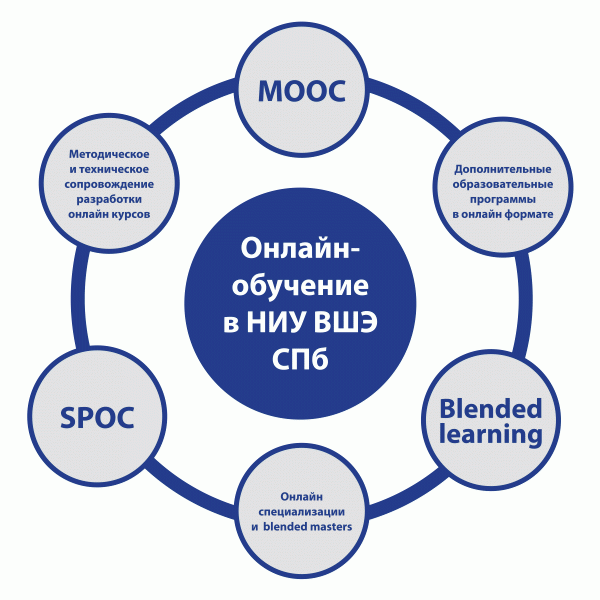 MOOC
Методическое
и техническое
сопровождение
разработки
онлайн курсов
Дополнительные
образовательные
программы
в онлайн формате
Онлайн-
обучение
в НИУ ВШЭ
СПб
SPOC
Blended
learning
Онлайн
специализации
и blended masters